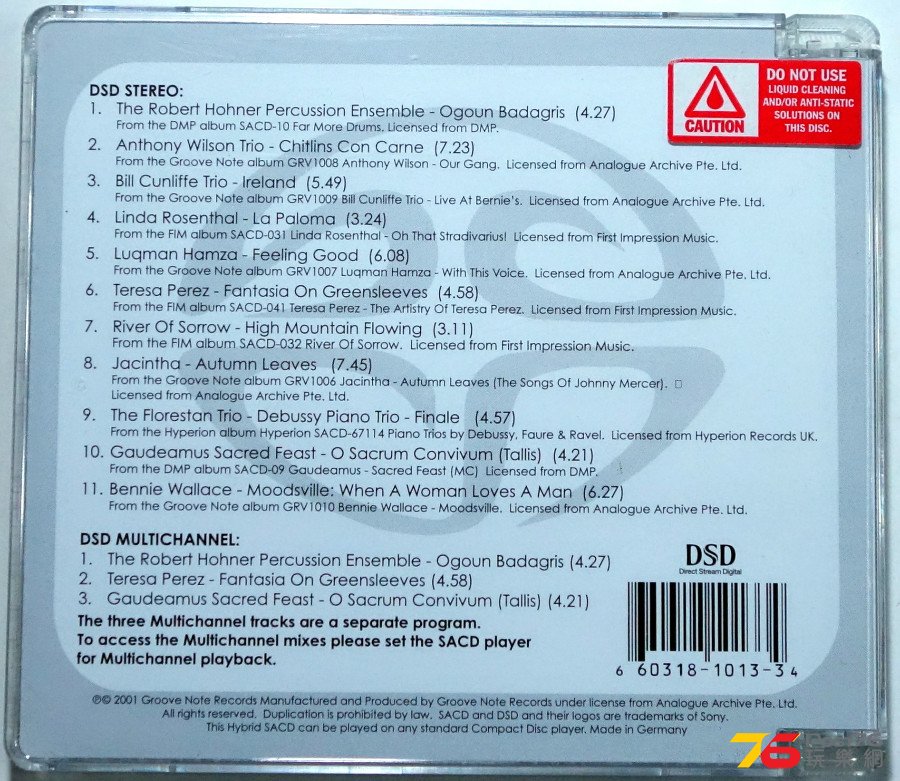 DSD STEREO:
1. The Robert Hohner Percussion Ensemble - Ogoun Badagris (4.27)
From the DMP album SACD-10 Far More Drums. Licensed from DMP.
2. Anthony Wilson Trio - Chitlins Con Carne (7.23)
From the Groove Note album GRV1008 Anthony Wilson - Our Gang. Licensed from Analogue Archive Pte. Ltd.
3. Bill Cunliffe Trio - Ireland (5.49)
From the Groove Note album GRV1009 Bill Cunliffe Trio - Live At Bernie's. Licensed from Analogue Archive Pte. Ltd.
4. Linda Rosenthal - La Paloma (3.24)
From the FIM album SACD-031 Linda Rosenthal - Oh That Stradivarius! Licensed from First Impression Music.
5. Luqman Hamza - Feeling Good (6.08)
From the Groove Note album GRV1007 Luqman Hamza - With This Voice. Licensed from Analogue Archive Pte. Ltd.
6. Teresa Perez - Fantasia On Greensleeves (4.58)
From the FIM album SACD-041 Teresa Perez - The Artistry Of Teresa Perez. Licensed from First Impression Music.
7. River Of Sorrow - High Mountain Flowing (3.11)
From the FIM album SACD-032 River Of Sorrow. Licensed from First Impression Music.
8. Jacintha - Autumn Leaves (7.45)
From the Groove Note album GRV1006 Jacintha - Autumn Leaves (The Songs Of Johnny Mercer).
Licensed from Analogue Archive Pte. Ltd.
9. The Florestan Trio - Debussy Piano Trio - Finale (4.57)
From the Hyperion album Hyperion SACD-67114 Piano Trios by Debussy, Faure & Ravel. Licensed from Hyperion Records UK.
10. Gaudeamus Sacred Feast - O Sacrum Convivum (Tallis) (4.21)
From the DMP album SACD-09 Gaudeamus - Sacred Feast (MC) Licensed from DMP.
11. Bennie Wallace - Moodsville: When A Woman Loves A Man (6.27)
From the Groove Note album GRV1010 Bennie Wallace - Moodsville. Licensed from Analogue Archive Pte. Ltd.
DSD MULTICHANNEL:
1. The Robert Hohner Percussion Ensemble - Ogoun Badagris (4.27)
2. Teresa Perez - Fantasia On Greensleeves (4.58)
3. Gaudeamus Sacred Feast - O Sacrum Convivum (Tallis) (4.21)
The three Multichannel tracks are a separate program.
To access the Multichannel mixes please set the SACD player
for Multichannel playback.
CAUTION
DO NOT USE
LIQUID CLEANING
AND/OR ANTI-STATIC
SOLUTIONS ON
THIS DISC.
DSD
Direct Stream Digital
6 60318-1013-3 4
℗© 2001 Groove Note Records Manufactured and Produced by Groove Note Records under license from Analogue Archive Pte. Ltd.
All rights reserved. Duplication is prohibited by law. SACD and DSD and their logos are trademarks of Sony.
This Hybrid SACD can be played on any standard Compact Disc player. Made in Germany
76
娛樂網